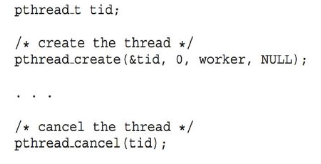 pthread_t tid;
/* create the thread */
pthread_create(&tid, 0, worker, NULL);
. . .
/* cancel the thread */
pthread_cancel(tid);